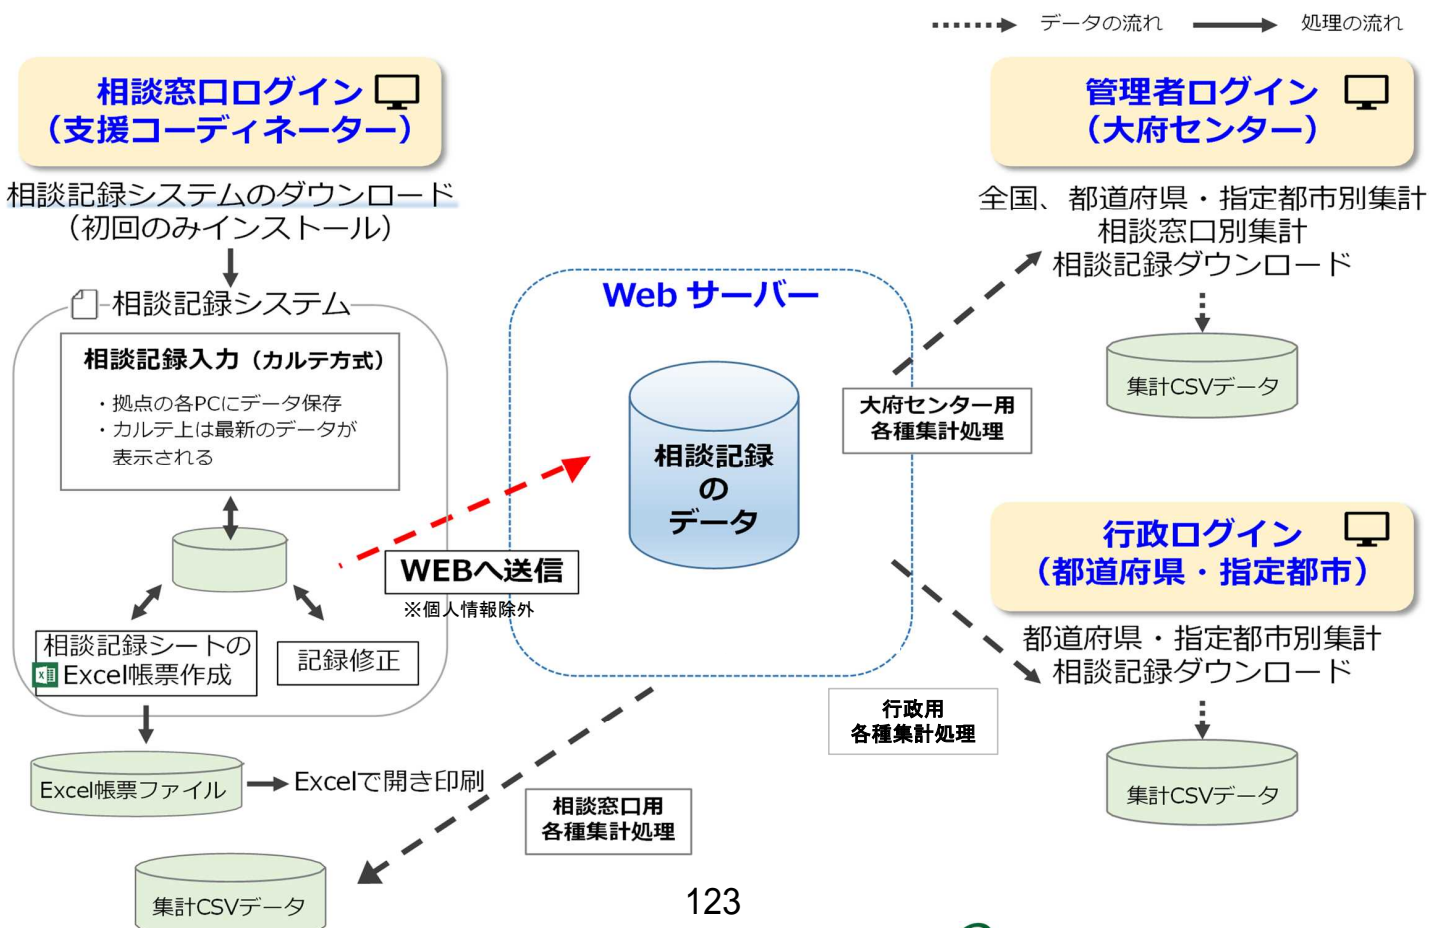 データの流れ
処理の流れ
相談窓口ログイン
（支援コーディネーター）
相談記録システムのダウンロード
（初回のみインストール）
相談記録システム
相談記録入力（カルテ方式）
・拠点の各PCにデータ保存
・カルテ上は最新のデータが
表示される
相談記録シートの
Excel帳票作成
記録修正
Excel帳票ファイル
Excelで開き印刷
集計CSVデータ
WEBへ送信
※個人情報除外
Web サーバー
相談記録
の
データ
相談窓口用
各種集計処理
大府センター用
各種集計処理
行政用
各種集計処理
管理者ログイン
（大府センター）
全国、都道府県・指定都市別集計
相談窓口別集計
相談記録ダウンロード
集計CSVデータ
行政ログイン
（都道府県・指定都市）
都道府県・指定都市別集計
相談記録ダウンロード
集計CSVデータ
123